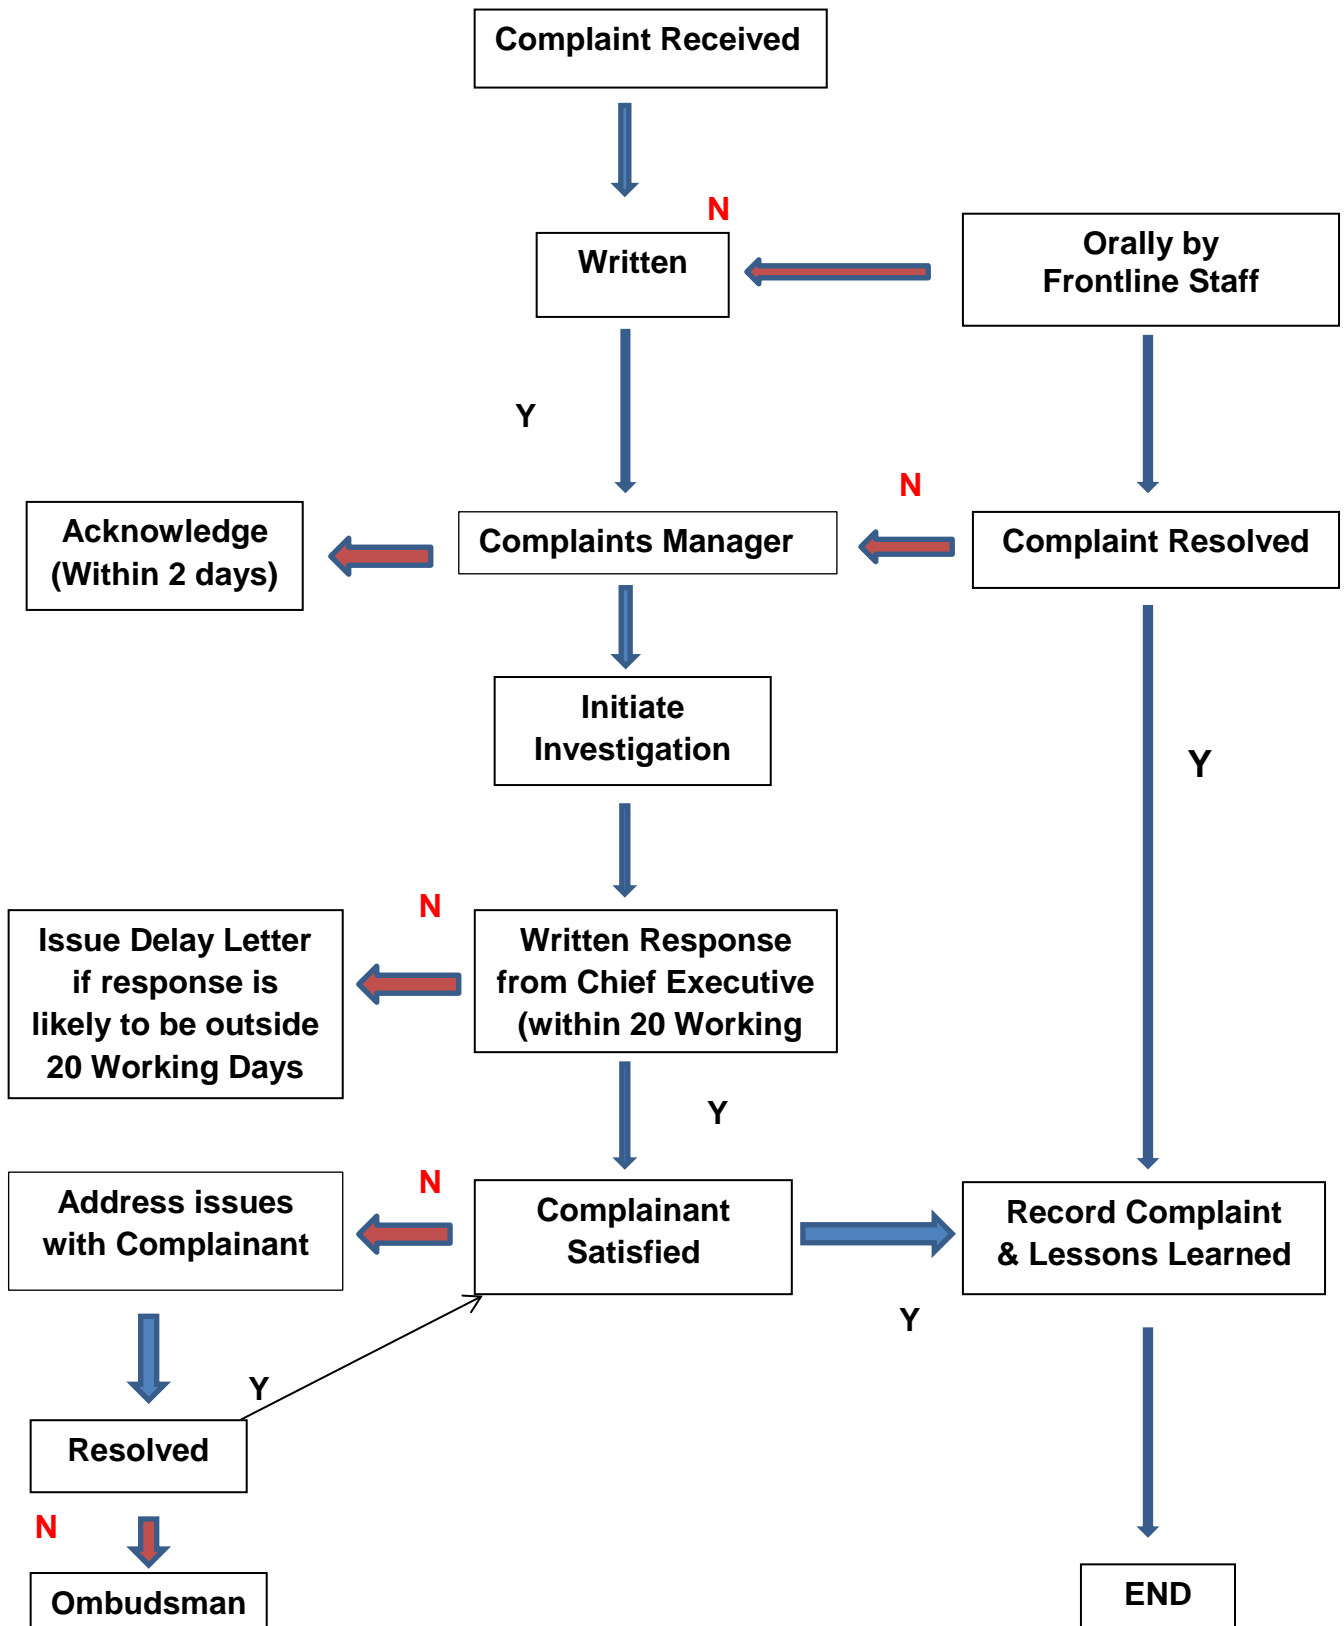 Complaint Received
N
Written
Orally by
Frontline Staff
Y
N
Acknowledge
(Within 2 days)
Complaints Manager
Complaint Resolved
Initiate
Investigation
Y
N
Issue Delay Letter
if response is
likely to be outside
20 Working Days
Written Response
from Chief Executive
(within 20 Working
Y
N
Address issues
with Complainant
Complainant
Satisfied
Record Complaint
& Lessons Learned
Y
Y
Resolved
N
Ombudsman
END